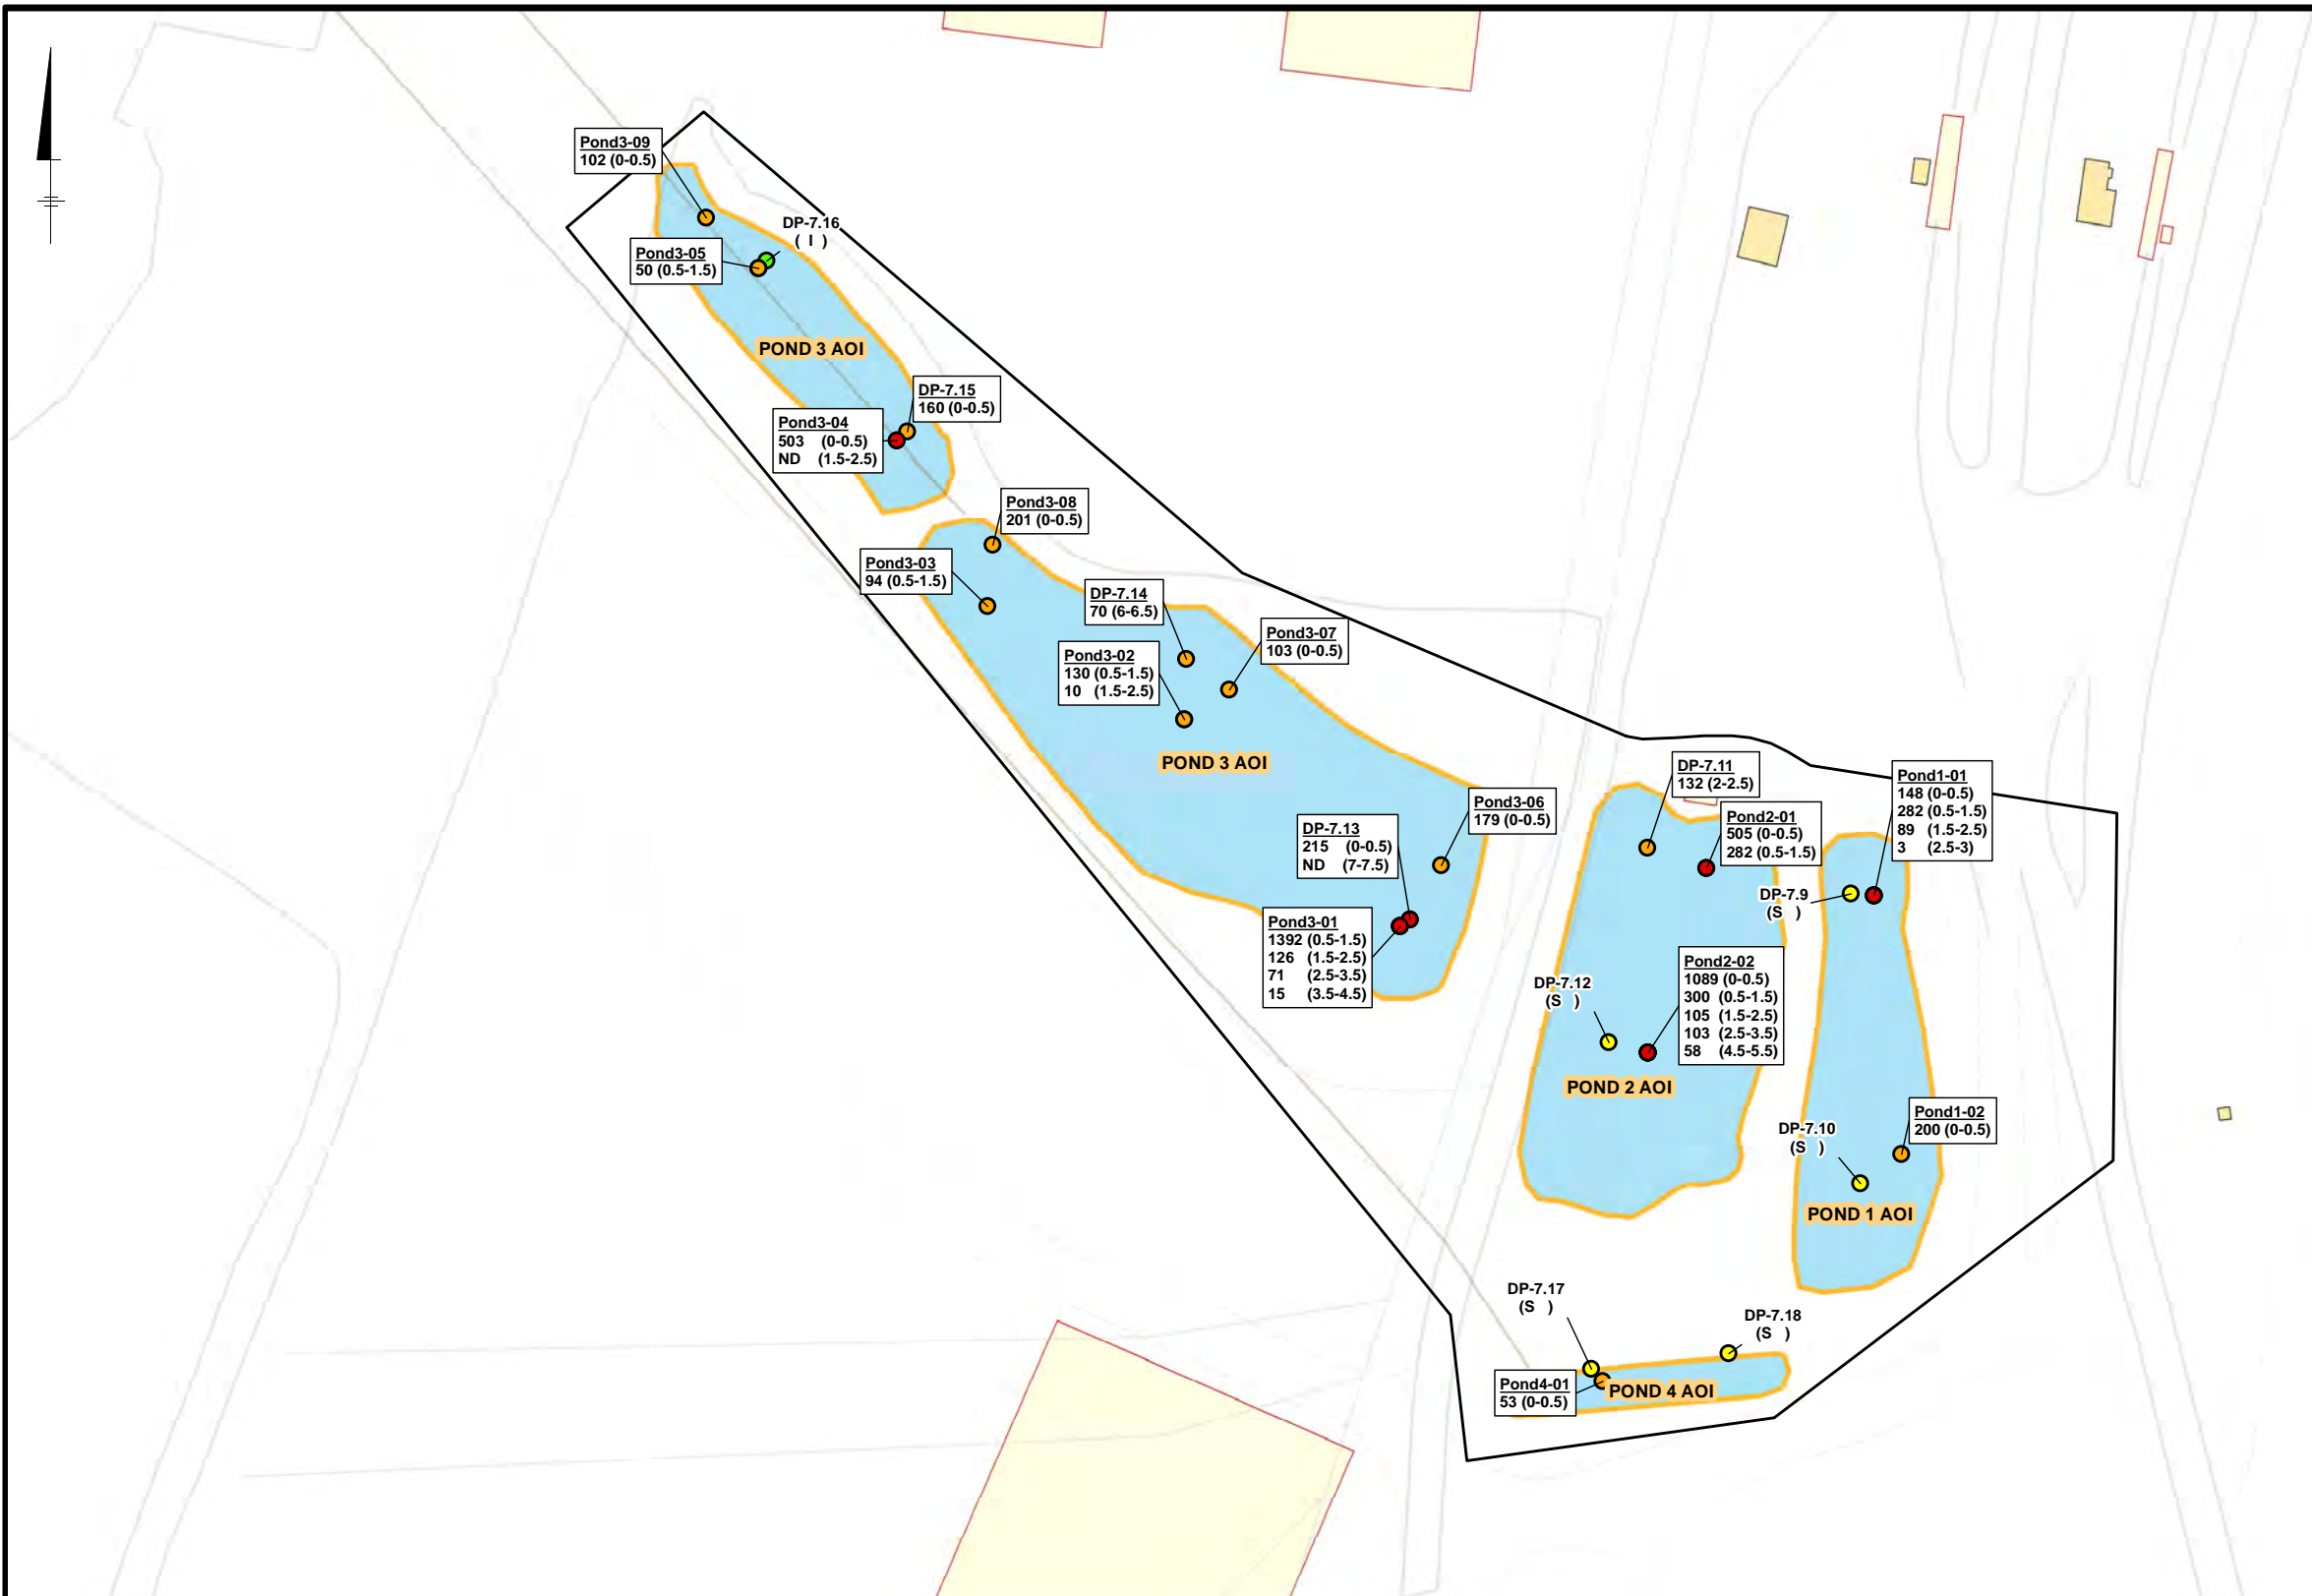 Pond3-09
102 (0-0.5)
DP-7.16
( I )
Pond3-05
50 (0.5-1.5)
POND 3 AOI
DP-7.15
160 (0-0.5)
Pond3-04
503 (0-0.5)
ND (1.5-2.5)
Pond3-08
201 (0-0.5)
Pond3-03
94 (0.5-1.5)
DP-7.14
70 (6-6.5)
Pond3-07
103 (0-0.5)
Pond3-02
130 (0.5-1.5)
10 (1.5-2.5)
POND 3 AOI
Pond3-06
179 (0-0.5)
DP-7.13
215 (0-0.5)
ND (7-7.5)
Pond3-01
1392 (0.5-1.5)
126 (1.5-2.5)
71 (2.5-3.5)
15 (3.5-4.5)
DP-7.11
132 (2-2.5)
Pond2-01
505 (0-0.5)
282 (0.5-1.5)
Pond1-01
148 (0-0.5)
282 (0.5-1.5)
89 (1.5-2.5)
3 (2.5-3)
DP-7.9
(S )
DP-7.12
(S )
Pond2-02
1089 (0-0.5)
300 (0.5-1.5)
105 (1.5-2.5)
103 (2.5-3.5)
58 (4.5-5.5)
POND 2 AOI
Pond1-02
200 (0-0.5)
DP-7.10
(S )
POND 1 AOI
DP-7.17
(S )
DP-7.18
(S )
Pond4-01
53 (0-0.5)
POND 4 AOI